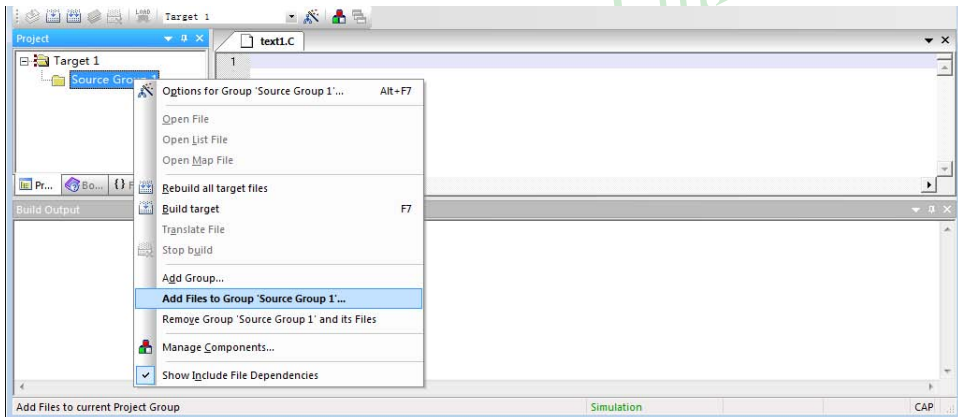 Target 1
Project
text1.C
Target 1
1
Source Group 1
Options for Group 'Source Group 1'... Alt+F7
Open File
Open List File
Open Map File
Pr... Bo... {} F
Rebuild all target files
Build Output
Build target F7
Translate File
Stop build
Add Group...
Add Files to Group 'Source Group 1'...
Remove Group 'Source Group 1' and its Files
Manage Components...
Show Include File Dependencies
Add Files to current Project Group Simulation CAP